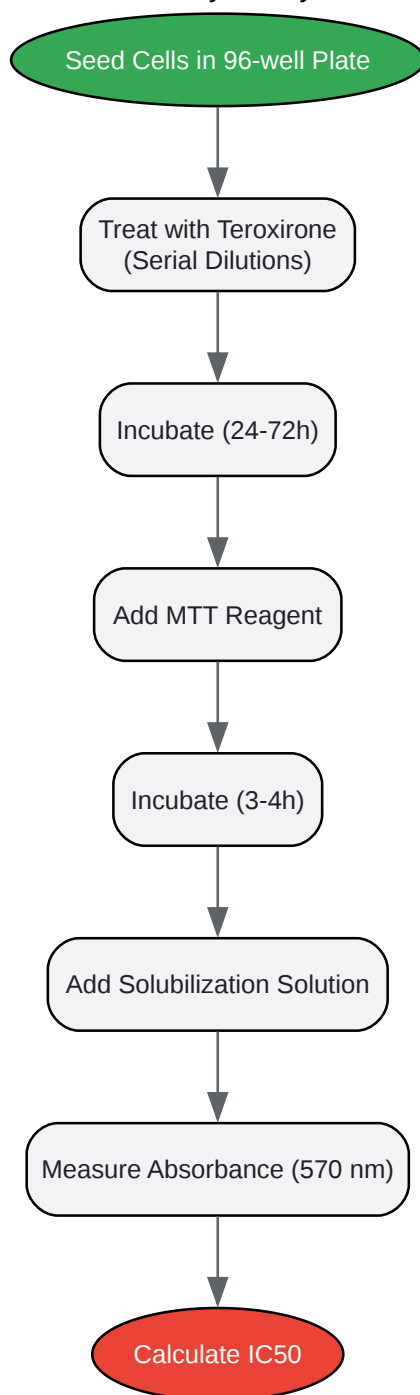 Seed Cells in 96-well Plate
Treat with Teroxirone
(Serial Dilutions)
Incubate (24-72h)
Add MTT Reagent
Incubate (3-4h)
Add Solubilization Solution
Measure Absorbance (570 nm)
Calculate IC50